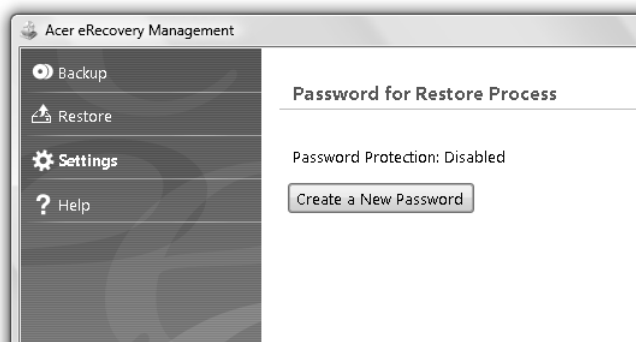 Acer eRecovery Management
Backup
Restore
Settings
Help
Password for Restore Process
Password Protection: Disabled
Create a New Password